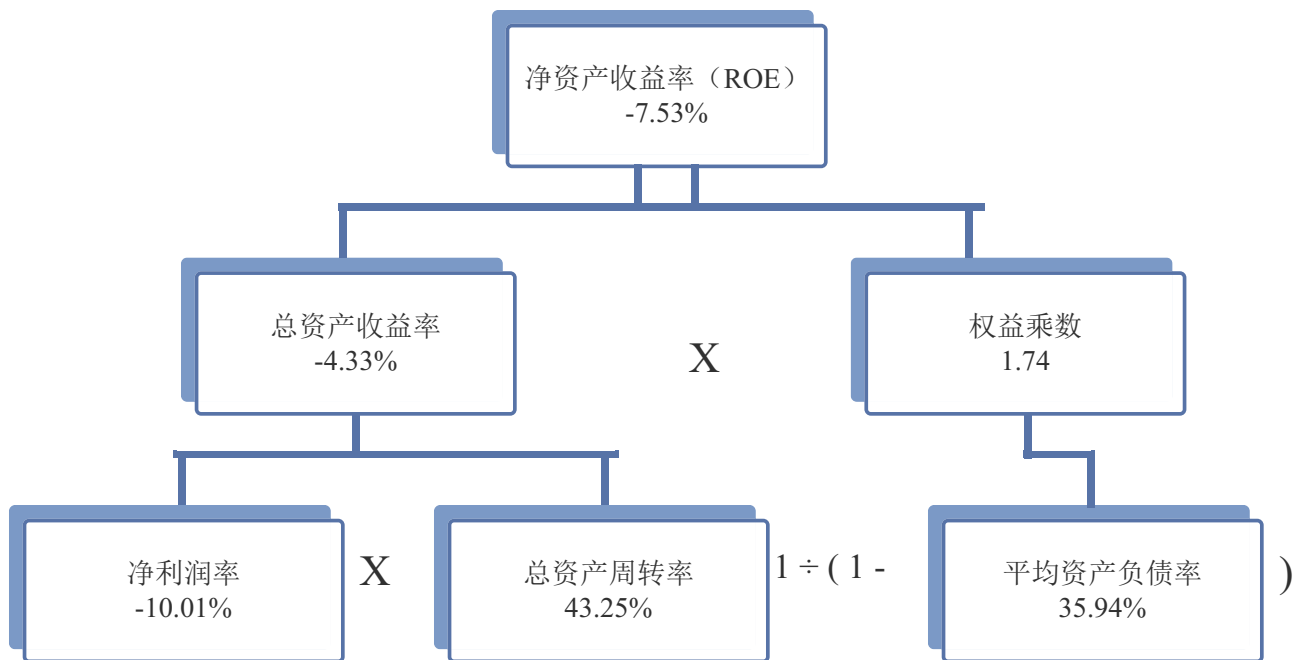 净资产收益率（ROE）
-7.53%
总资产收益率
-4.33%
X
权益乘数
1.74
净利润率
-10.01%
X
总资产周转率
43.25%
1 ÷ ( 1 -
平均资产负债率
35.94%
)